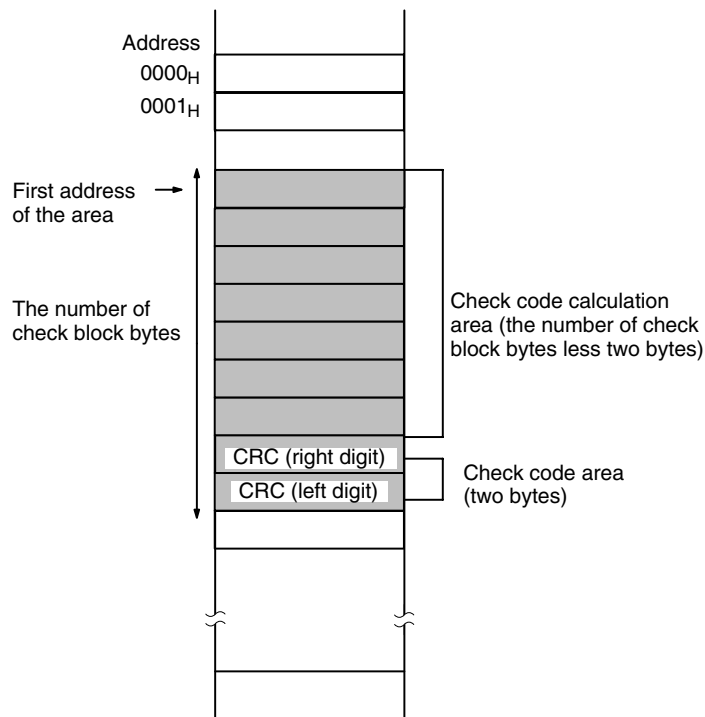 Address
0000H
0001H
First address
of the area
The number of
check block bytes
Check code calculation
area (the number of check
block bytes less two bytes)
CRC (right digit)
CRC (left digit)
Check code area
(two bytes)